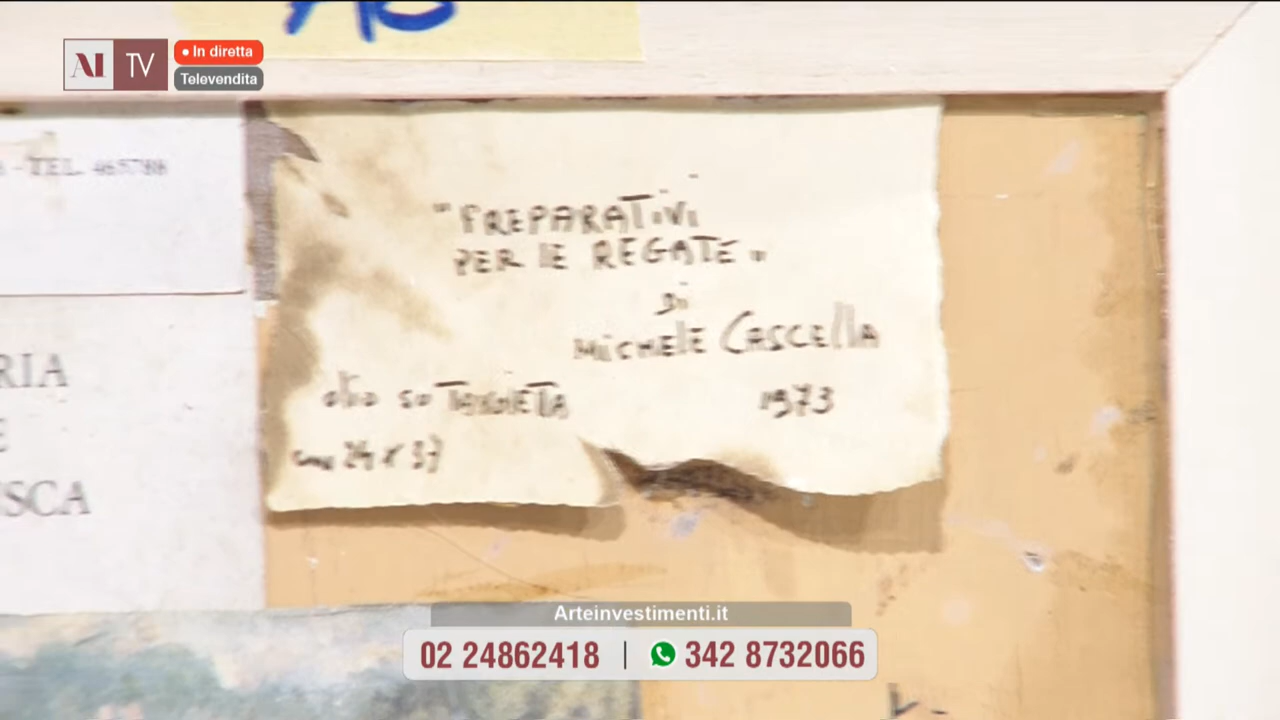 AI TV
In diretta
Televendita
- TEL. 465788
"PREPARATIVI
PER LE REGATE"
di
MICHELE CASCELLA
olio su TAVOLETTA
1973
cm 24 x 37
RIA
E
SCA
Arteinvestimenti.it
02 24862418 | 342 8732066